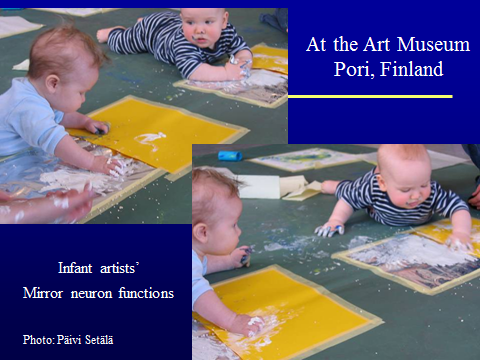 At the Art Museum
Pori, Finland
Infant artists'
Mirror neuron functions
Photo: Päivi Setälä